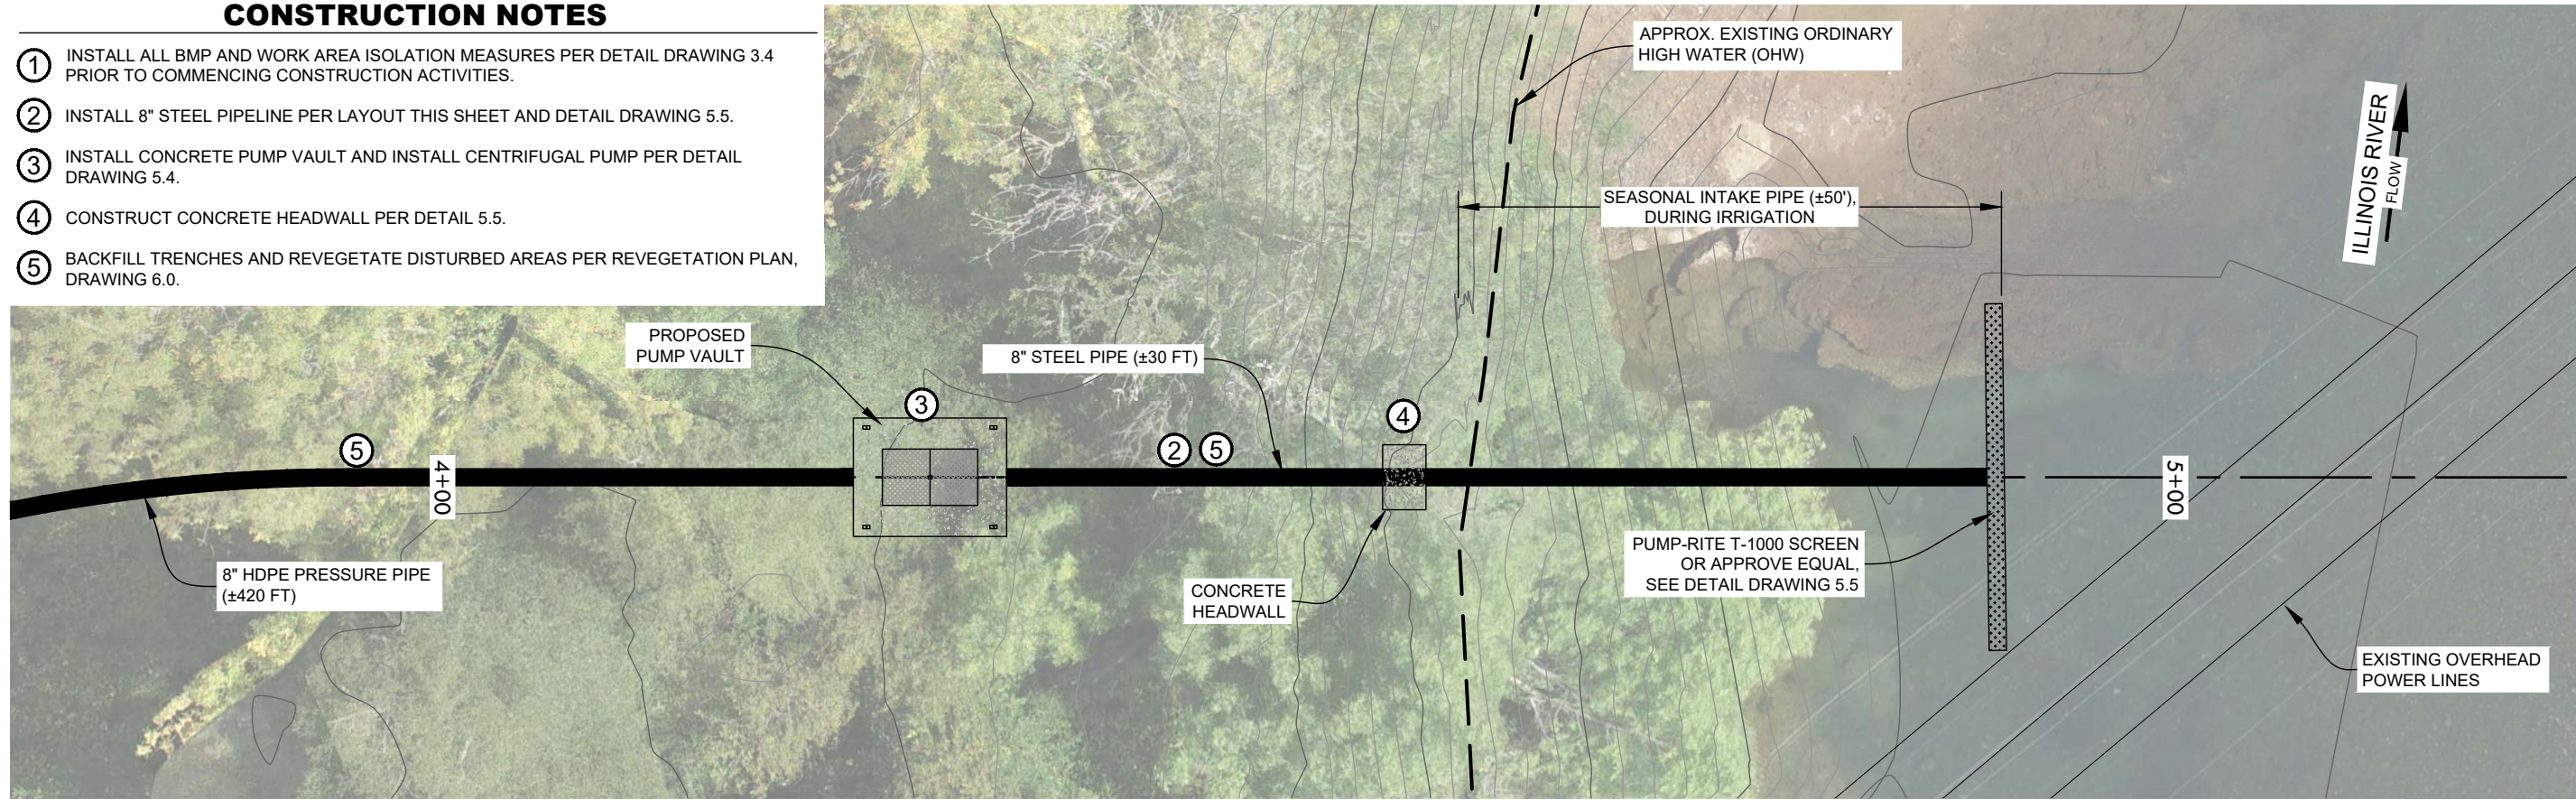 CONSTRUCTION NOTES
1 INSTALL ALL BMP AND WORK AREA ISOLATION MEASURES PER DETAIL DRAWING 3.4
PRIOR TO COMMENCING CONSTRUCTION ACTIVITIES.
2 INSTALL 8" STEEL PIPELINE PER LAYOUT THIS SHEET AND DETAIL DRAWING 5.5.
3 INSTALL CONCRETE PUMP VAULT AND INSTALL CENTRIFUGAL PUMP PER DETAIL
DRAWING 5.4.
4 CONSTRUCT CONCRETE HEADWALL PER DETAIL 5.5.
5 BACKFILL TRENCHES AND REVEGETATE DISTURBED AREAS PER REVEGETATION PLAN,
DRAWING 6.0.
APPROX. EXISTING ORDINARY
HIGH WATER (OHW)
ILLINOIS RIVER
FLOW
SEASONAL INTAKE PIPE (±50'),
DURING IRRIGATION
PROPOSED
PUMP VAULT
8" STEEL PIPE (±30 FT)
3
4
5
2 5
4+00
5+00
8" HDPE PRESSURE PIPE
(±420 FT)
CONCRETE
HEADWALL
PUMP-RITE T-1000 SCREEN
OR APPROVE EQUAL,
SEE DETAIL DRAWING 5.5
EXISTING OVERHEAD
POWER LINES